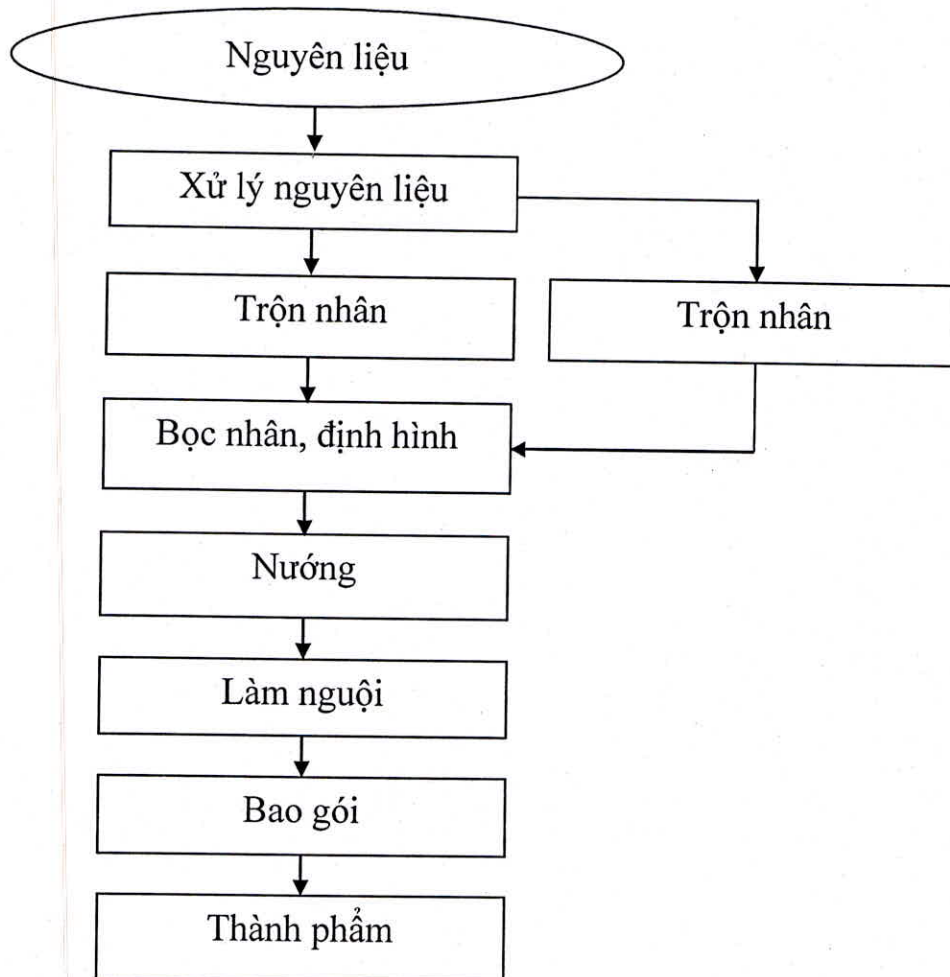 Nguyên liệu
Xử lý nguyên liệu
Trộn nhân
Trộn nhân
Bọc nhân, định hình
Nướng
Làm nguội
Bao gói
Thành phẩm